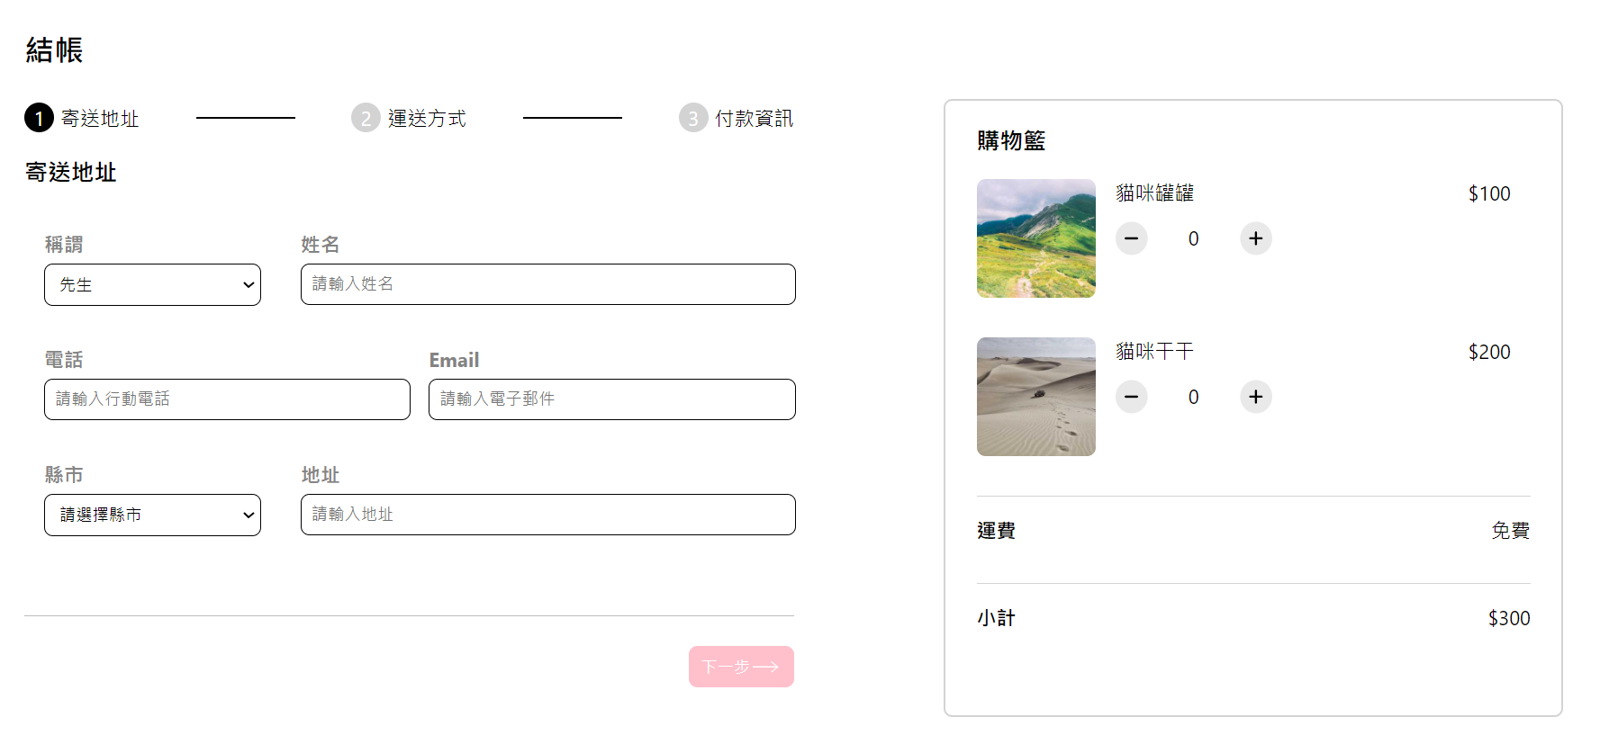 結帳
1 寄送地址
2 運送方式
3 付款資訊
寄送地址
稱謂
先生
姓名
請輸入姓名
電話
請輸入行動電話
Email
請輸入電子郵件
縣市
請選擇縣市
地址
請輸入地址
下一步→
購物籃
貓咪罐罐 $100
− 0 +
貓咪干干 $200
− 0 +
運費 免費
小計 $300